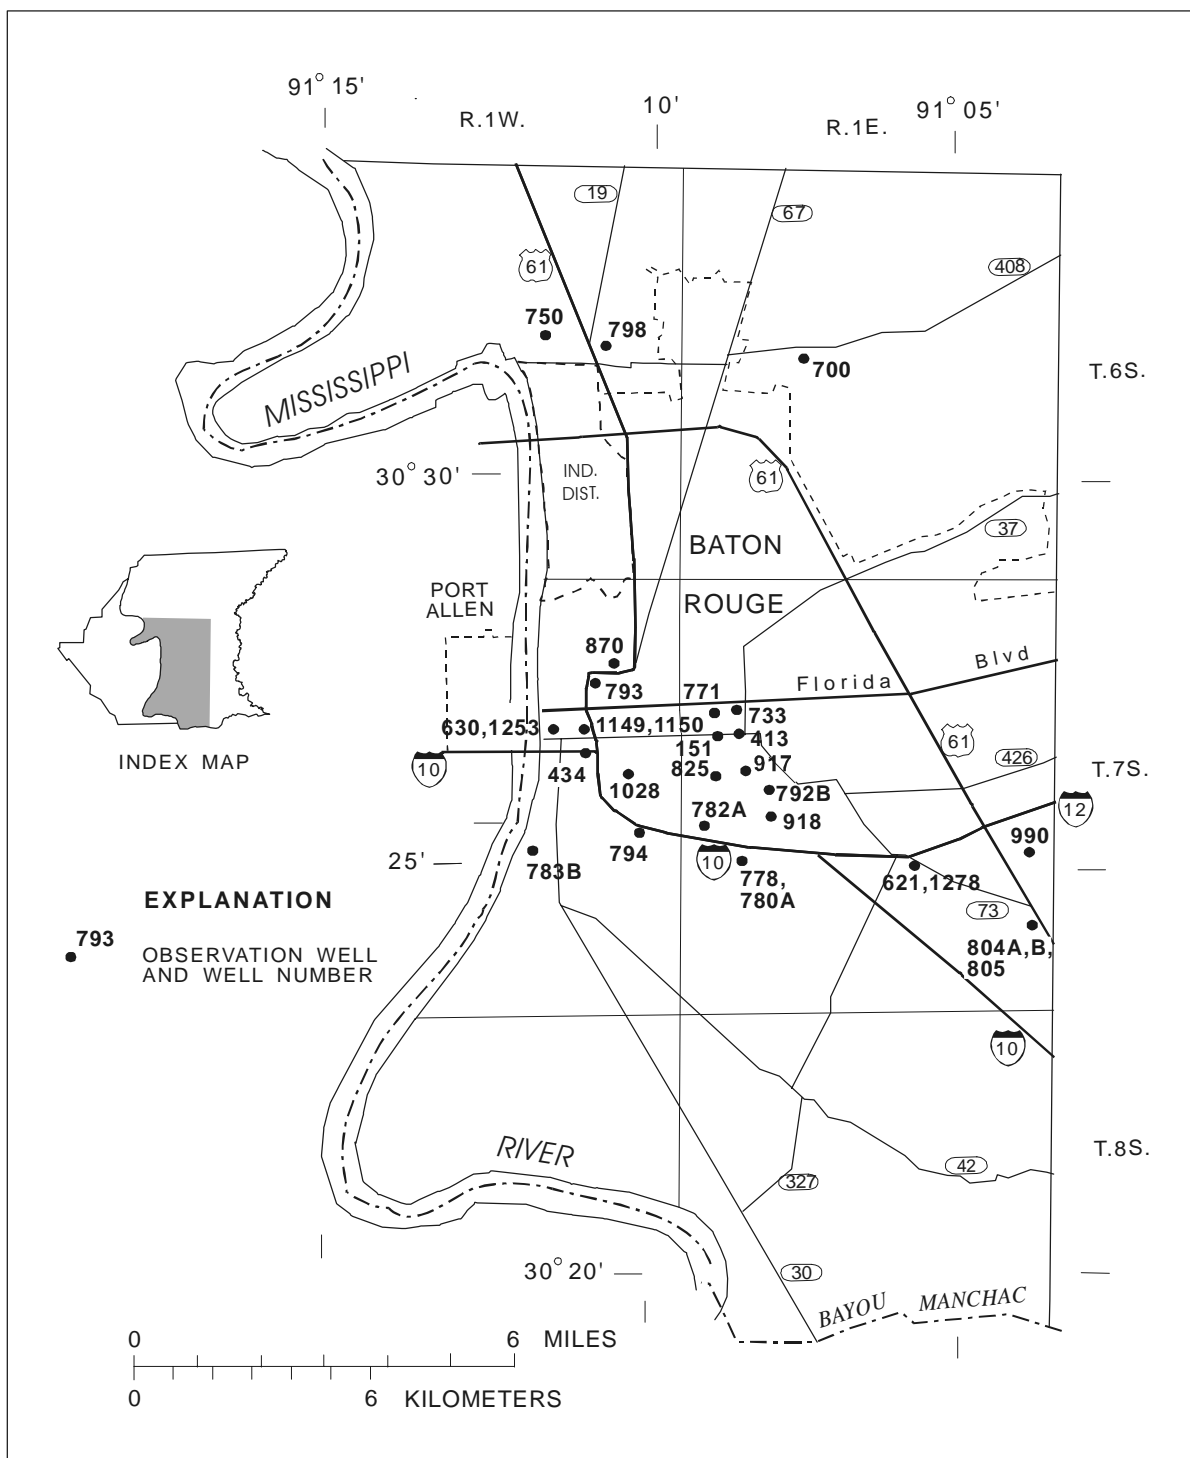 91° 15'
10'
91° 05'
R.1W.
R.1E.
19
67
61
408
750
798
700
T.6S.
MISSISSIPPI
30° 30'
IND.
DIST.
61
37
BATON
ROUGE
PORT
ALLEN
870
793
771
Florida Blvd
733
630,1253
1149,1150
413
151
61
INDEX MAP
10
434
825
917
426
T.7S.
1028
792B
12
782A
918
794
10
990
25'
783B
778,
780A
621,1278
EXPLANATION
73
793
OBSERVATION WELL
AND WELL NUMBER
804A,B,
805
10
RIVER
T.8S.
42
327
30° 20'
30
BAYOU MANCHAC
0 6 MILES
0 6 KILOMETERS